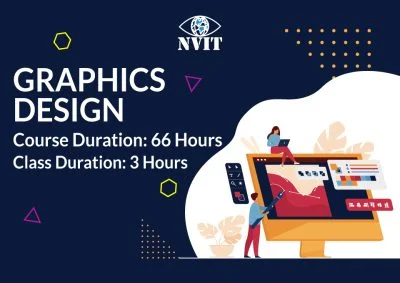 NVIT
GRAPHICS
DESIGN
Course Duration: 66 Hours
Class Duration: 3 Hours